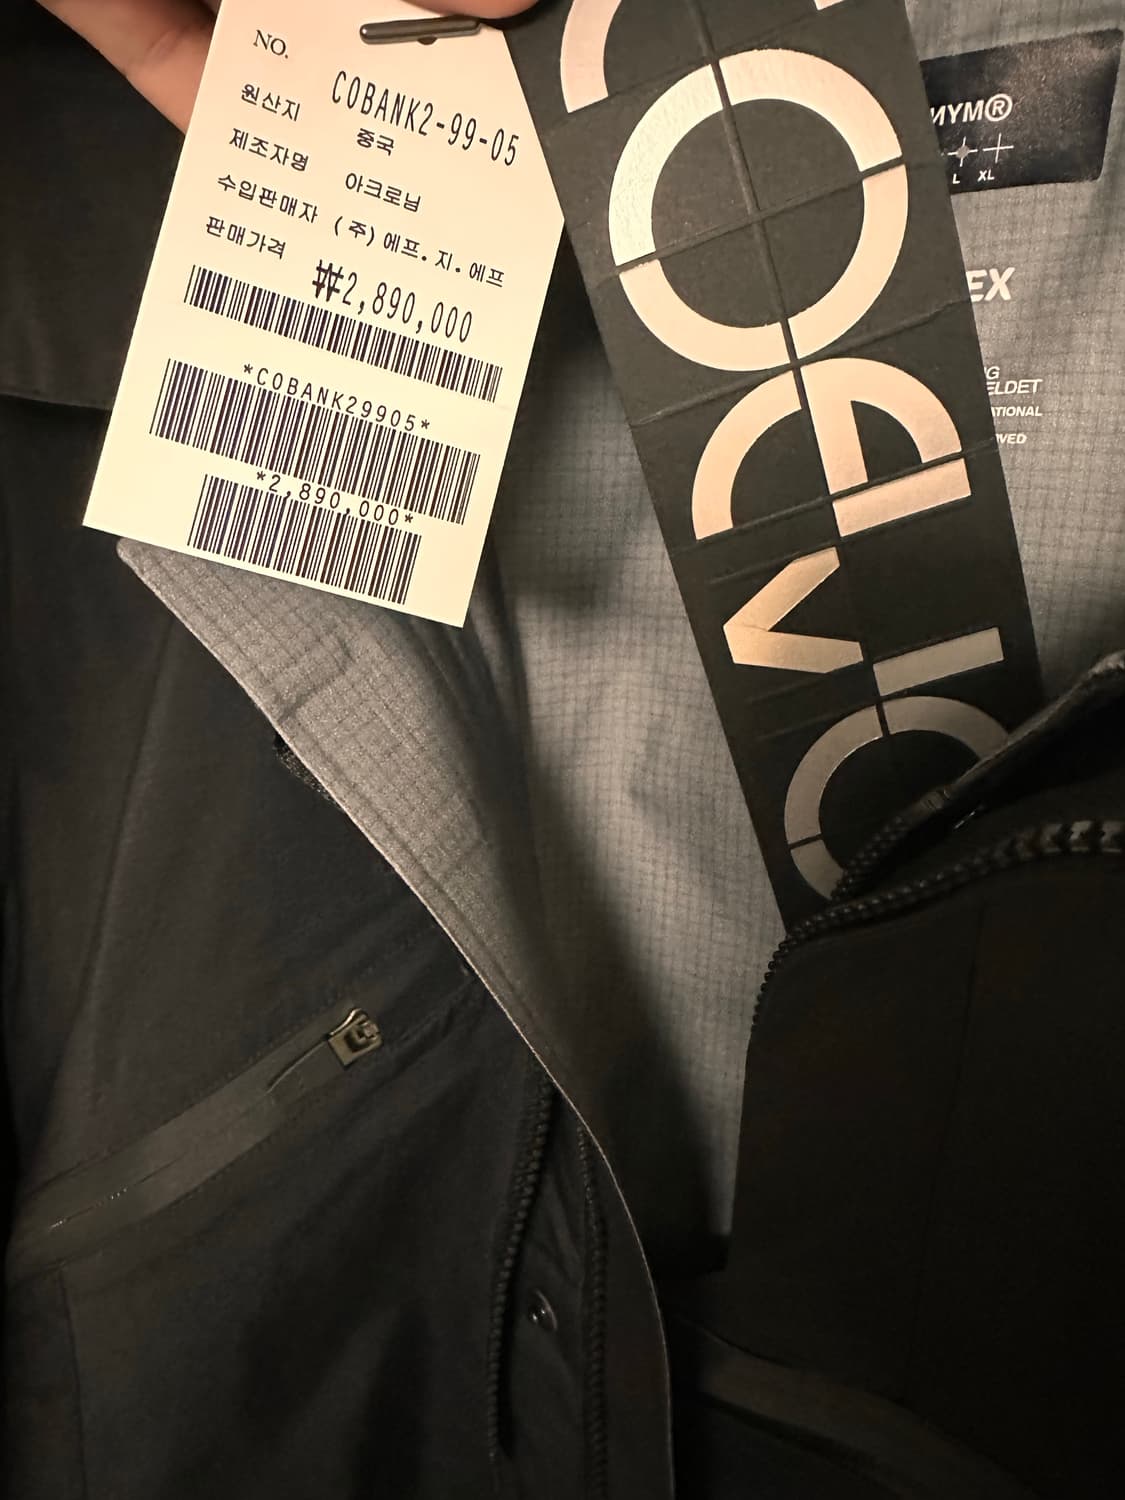 NO. COBANK2-99-05
원산지 중국
제조자명 아크로님
수입판매자 (주)에프.지.에프
판매가격 ₩2,890,000
*COBANK29905*
*2,890,000*
NYM®
L XL
EX
G
ELDET
ATIONAL
RVED